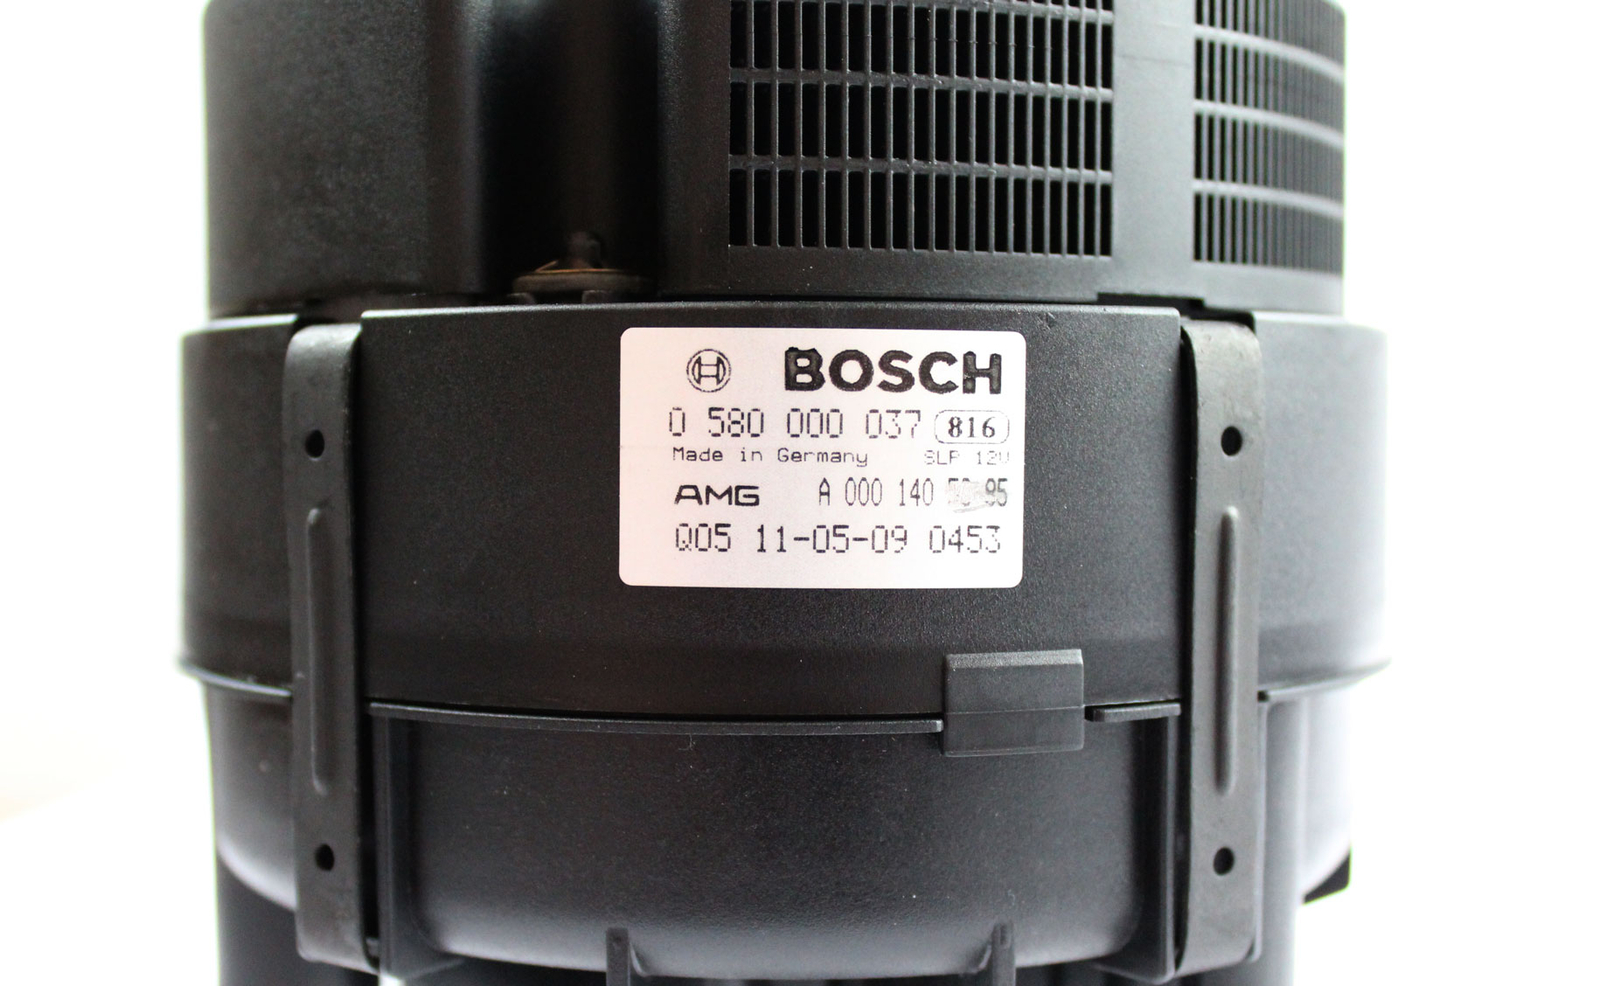 BOSCH
0 580 000 037 816
Made in Germany SLP 12V
AMG A 000 140 95
Q05 11-05-09 0453